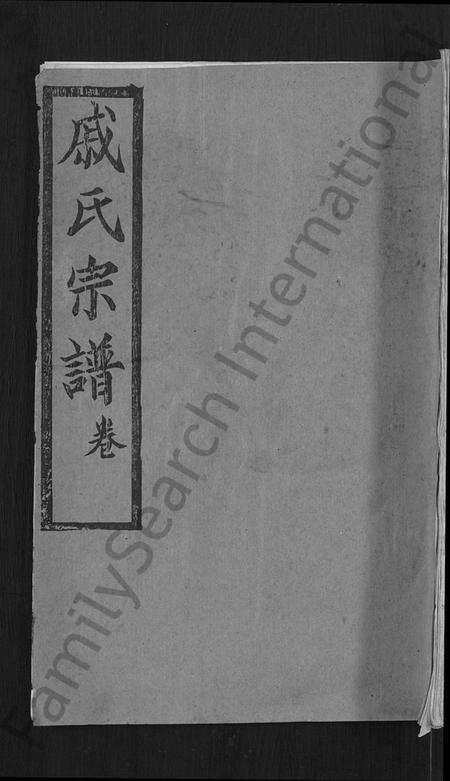 戚氏宗譜卷
FamilySearch International